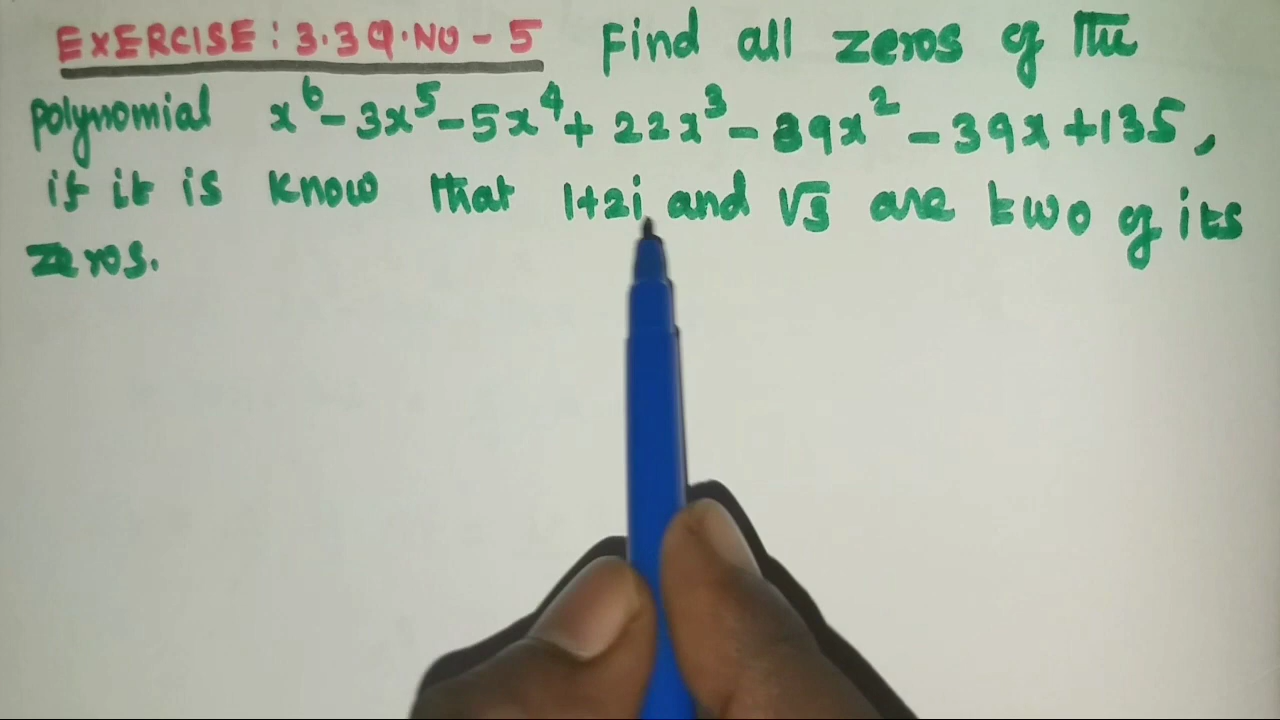 EXERCISE: 3.3 Q.NO - 5 Find all zeros of the
polynomial x⁶ - 3x⁵ - 5x⁴ + 22x³ - 39x² - 39x + 135,
if it is know that 1+2i and √3 are two of its
zeros.